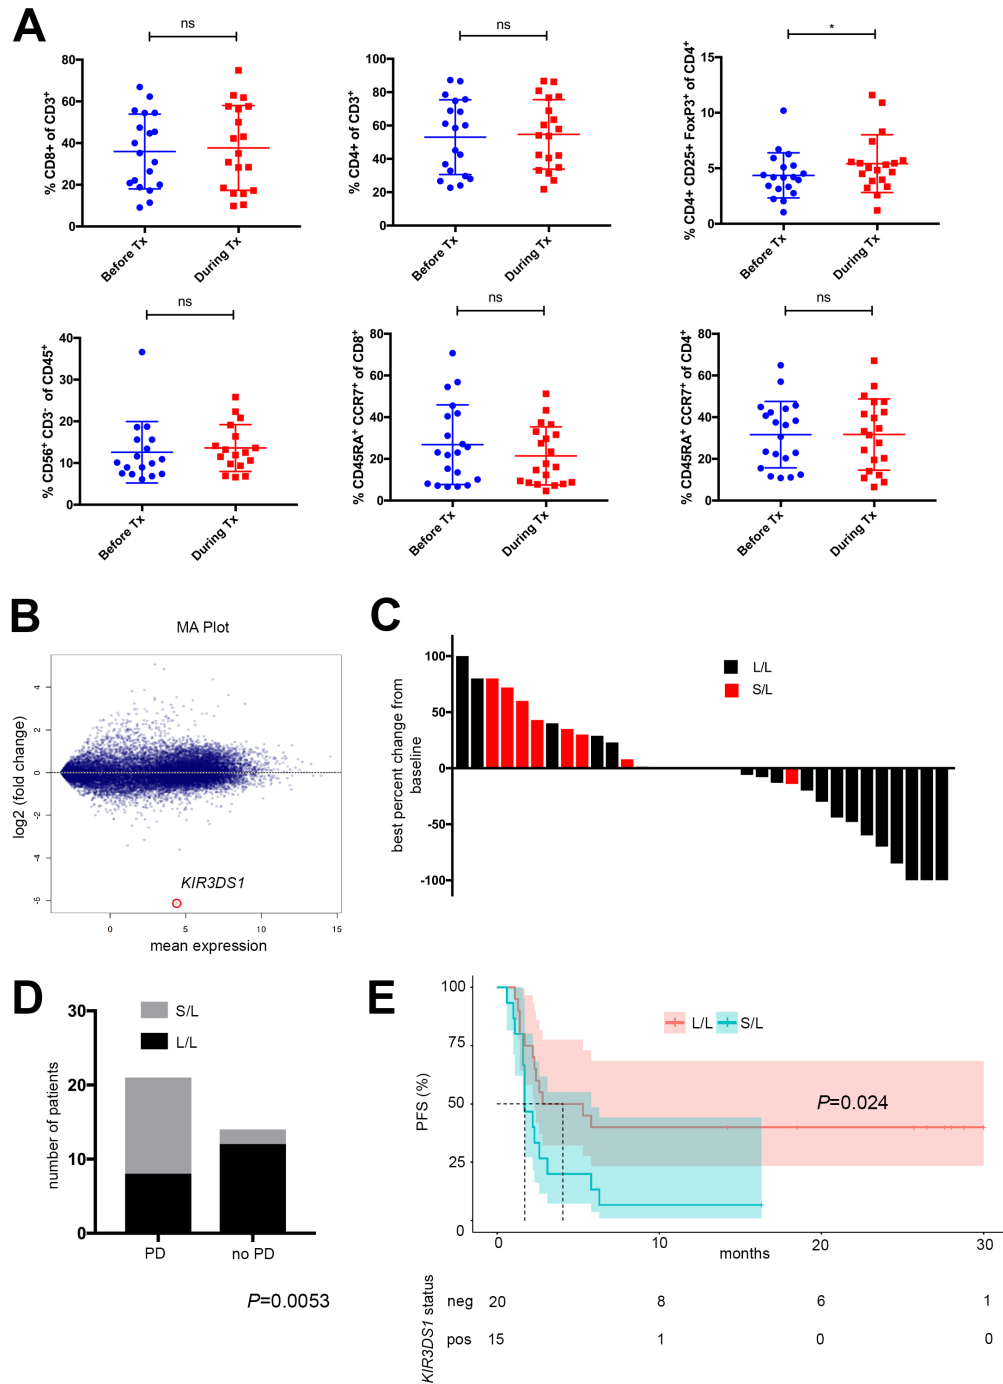 A
ns
% CD8+ of CD3⁺
80
60
40
20
0
Before Tx
During Tx
ns
% CD4+ of CD3⁺
100
80
60
40
20
0
Before Tx
During Tx
*
% CD4+ CD25+ FoxP3⁺ of CD4⁺
15
10
5
0
Before Tx
During Tx
ns
% CD56⁺ CD3⁻ of CD45⁺
40
30
20
10
0
Before Tx
During Tx
ns
% CD45RA⁺ CCR7⁺ of CD8⁺
80
60
40
20
0
Before Tx
During Tx
ns
% CD45RA⁺ CCR7⁺ of CD4⁺
80
60
40
20
0
Before Tx
During Tx
B
MA Plot
log2 (fold change)
4
2
0
-2
-4
-6
KIR3DS1
0
5
10
15
mean expression
C
best percent change from
baseline
100
50
0
-50
-100
L/L
S/L
D
S/L
L/L
number of patients
30
20
10
0
PD
no PD
P=0.0053
E
PFS (%)
100
75
50
25
0
L/L
S/L
P=0.024
0
10
20
30
months
KIR3DS1 status
neg 20 8 6 1
pos 15 1 0 0